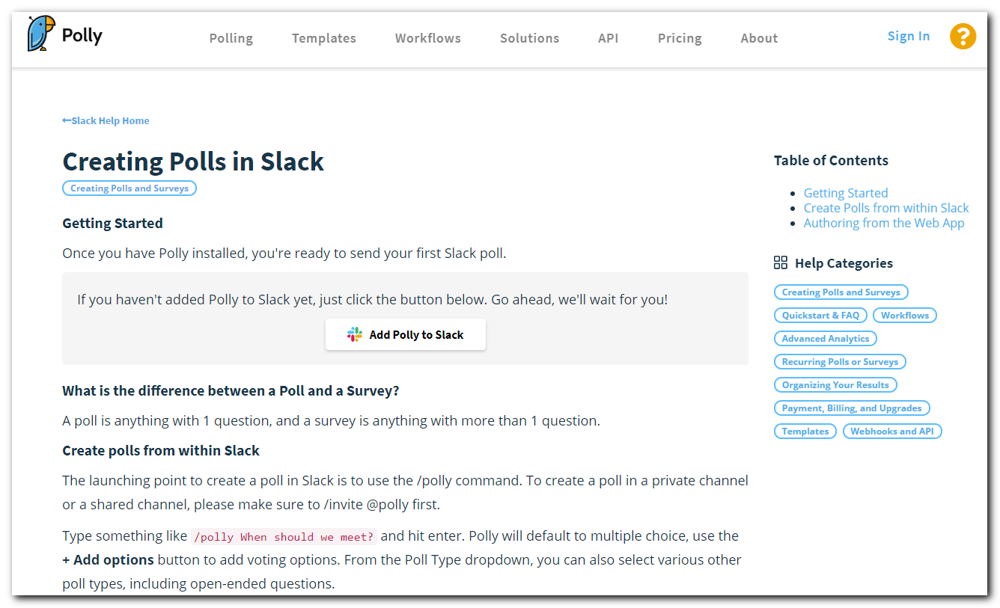 Polly
Polling Templates Workflows Solutions API Pricing About
Sign In
?
Slack Help Home
Creating Polls in Slack
Creating Polls and Surveys
Getting Started
Once you have Polly installed, you're ready to send your first Slack poll.
If you haven't added Polly to Slack yet, just click the button below. Go ahead, we'll wait for you!
Add Polly to Slack
What is the difference between a Poll and a Survey?
A poll is anything with 1 question, and a survey is anything with more than 1 question.
Create polls from within Slack
The launching point to create a poll in Slack is to use the /polly command. To create a poll in a private channel
or a shared channel, please make sure to /invite @polly first.
Type something like /polly When should we meet? and hit enter. Polly will default to multiple choice, use the
+ Add options button to add voting options. From the Poll Type dropdown, you can also select various other
poll types, including open-ended questions.
Table of Contents
Getting Started
Create Polls from within Slack
Authoring from the Web App
Help Categories
Creating Polls and Surveys
Quickstart & FAQ Workflows
Advanced Analytics
Recurring Polls or Surveys
Organizing Your Results
Payment, Billing, and Upgrades
Templates Webhooks and API